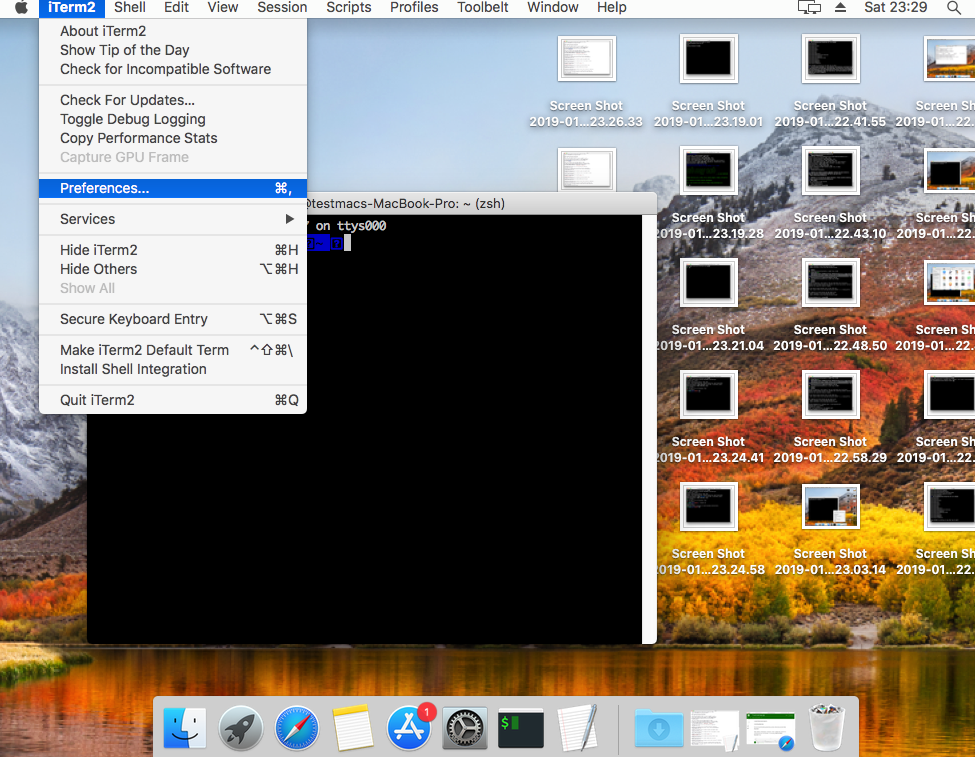 iTerm2 Shell Edit View Session Scripts Profiles Toolbelt Window Help Sat 23:29
About iTerm2
Show Tip of the Day
Check for Incompatible Software
Check For Updates...
Toggle Debug Logging
Copy Performance Stats
Capture GPU Frame
Preferences... ⌘,
Services ▶
Hide iTerm2 ⌘H
Hide Others ⌥⌘H
Show All
Secure Keyboard Entry ⌥⌘S
Make iTerm2 Default Term ^⇧⌘\
Install Shell Integration
Quit iTerm2 ⌘Q
@testmacs-MacBook-Pro: ~ (zsh)
on ttys000
~
Screen Shot
2019-01...23.26.33
Screen Shot
2019-01...23.19.01
Screen Shot
2019-01...22.41.55
Screen Sh
2019-01...22.
Screen Shot
2019-01...23.19.28
Screen Shot
2019-01...22.43.10
Screen Sh
2019-01...22.
Screen Shot
2019-01...23.21.04
Screen Shot
2019-01...22.48.50
Screen Sh
2019-01...22.
Screen Shot
2019-01...23.24.41
Screen Shot
2019-01...22.58.29
Screen Sh
2019-01...22.
Screen Shot
2019-01...23.24.58
Screen Shot
2019-01...23.03.14
Screen Sh
2019-01...22.
1
$